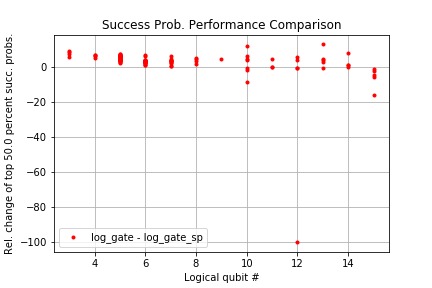 Success Prob. Performance Comparison
Rel. change of top 50.0 percent succ. probs.
0
−20
−40
−60
−80
−100
log_gate - log_gate_sp
4 6 8 10 12 14
Logical qubit #